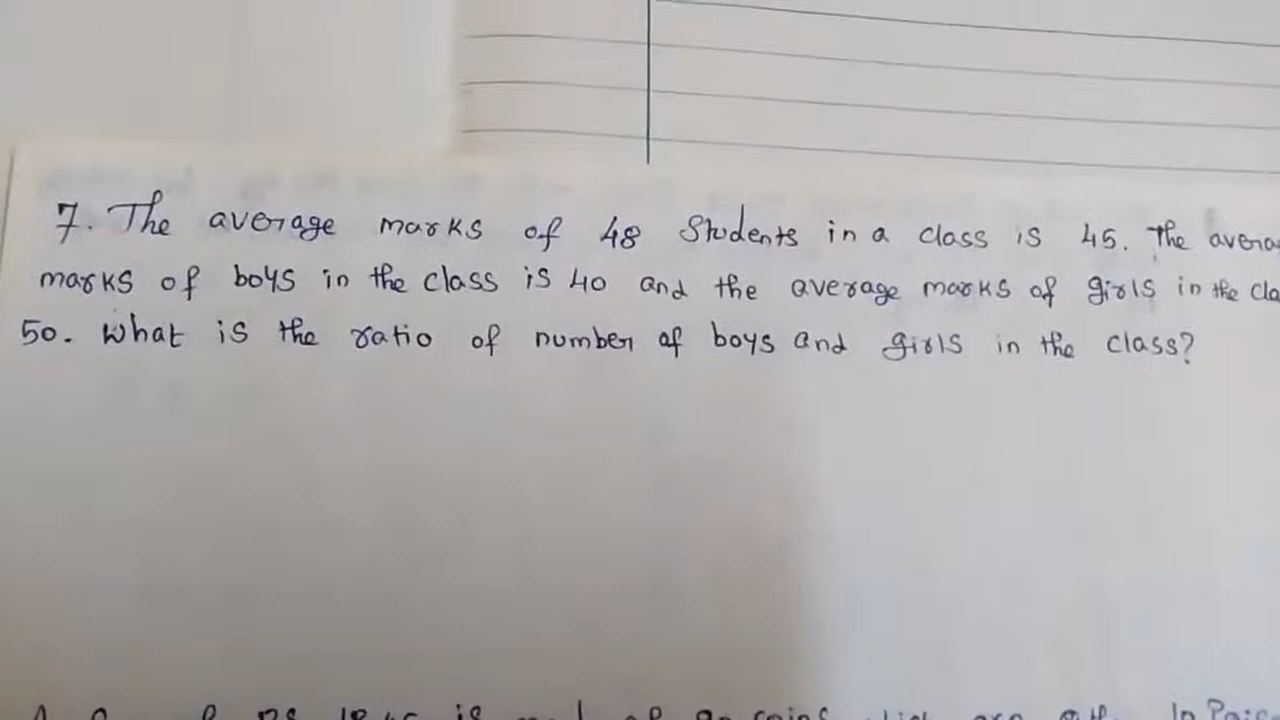 7. The average marks of 48 Students in a class is 45. The avera
marks of boys in the class is 40 and the average marks of girls in the cla
50. What is the ratio of number of boys and girls in the class?